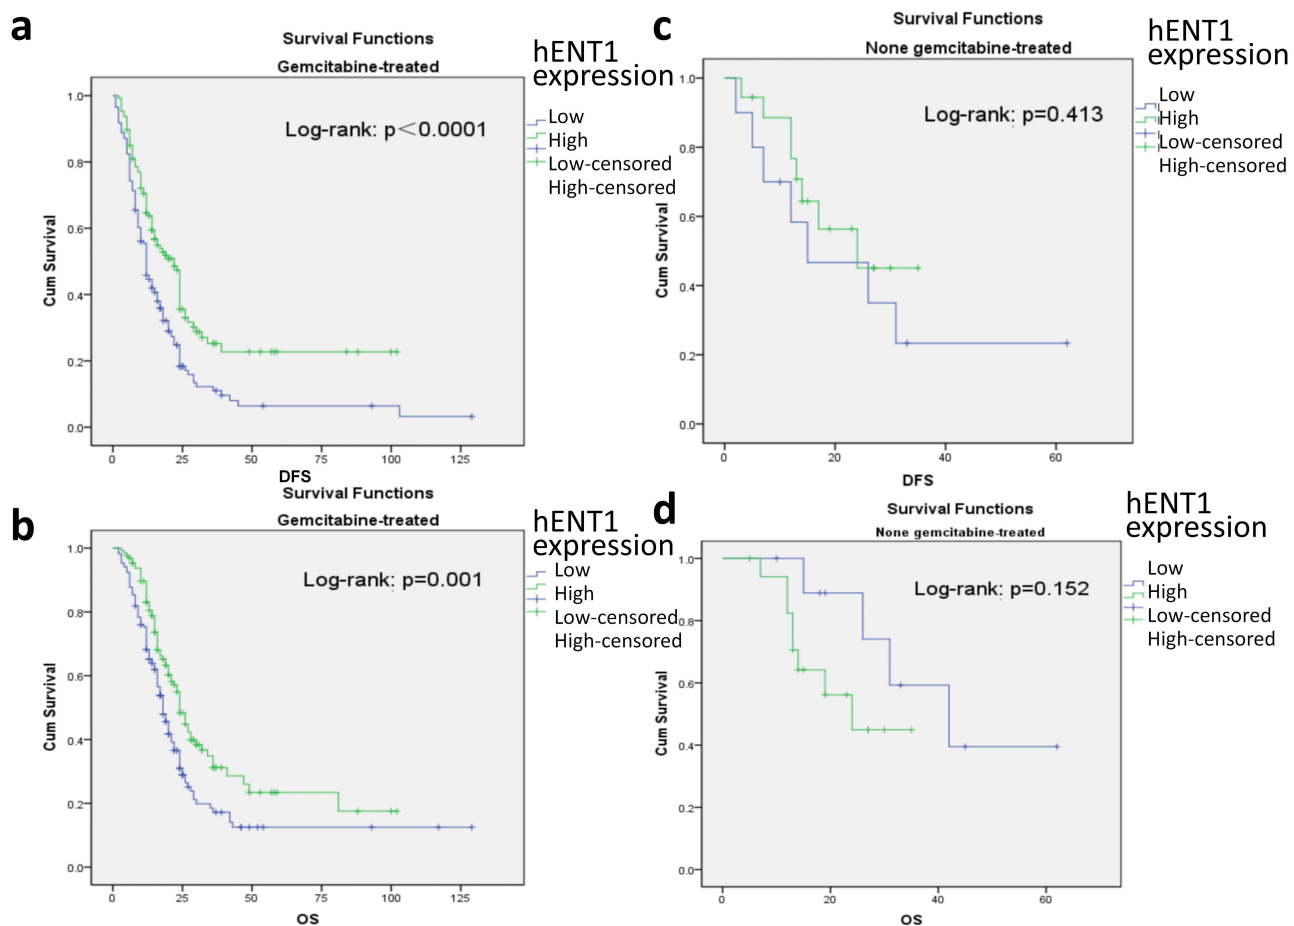 a
Survival Functions
Gemcitabine-treated
hENT1
expression
Log-rank: p<0.0001
Low
High
Low-censored
High-censored
Cum Survival
1.0
0.8
0.6
0.4
0.2
0.0
0 25 50 75 100 125
DFS
b
Survival Functions
Gemcitabine-treated
hENT1
expression
Log-rank: p=0.001
Low
High
Low-censored
High-censored
Cum Survival
1.0
0.8
0.6
0.4
0.2
0.0
0 25 50 75 100 125
OS
c
Survival Functions
None gemcitabine-treated
hENT1
expression
Log-rank: p=0.413
Low
High
Low-censored
High-censored
Cum Survival
1.0
0.8
0.6
0.4
0.2
0.0
0 20 40 60
DFS
d
Survival Functions
None gemcitabine-treated
hENT1
expression
Log-rank: p=0.152
Low
High
Low-censored
High-censored
Cum Survival
1.0
0.8
0.6
0.4
0.2
0.0
0 20 40 60
OS